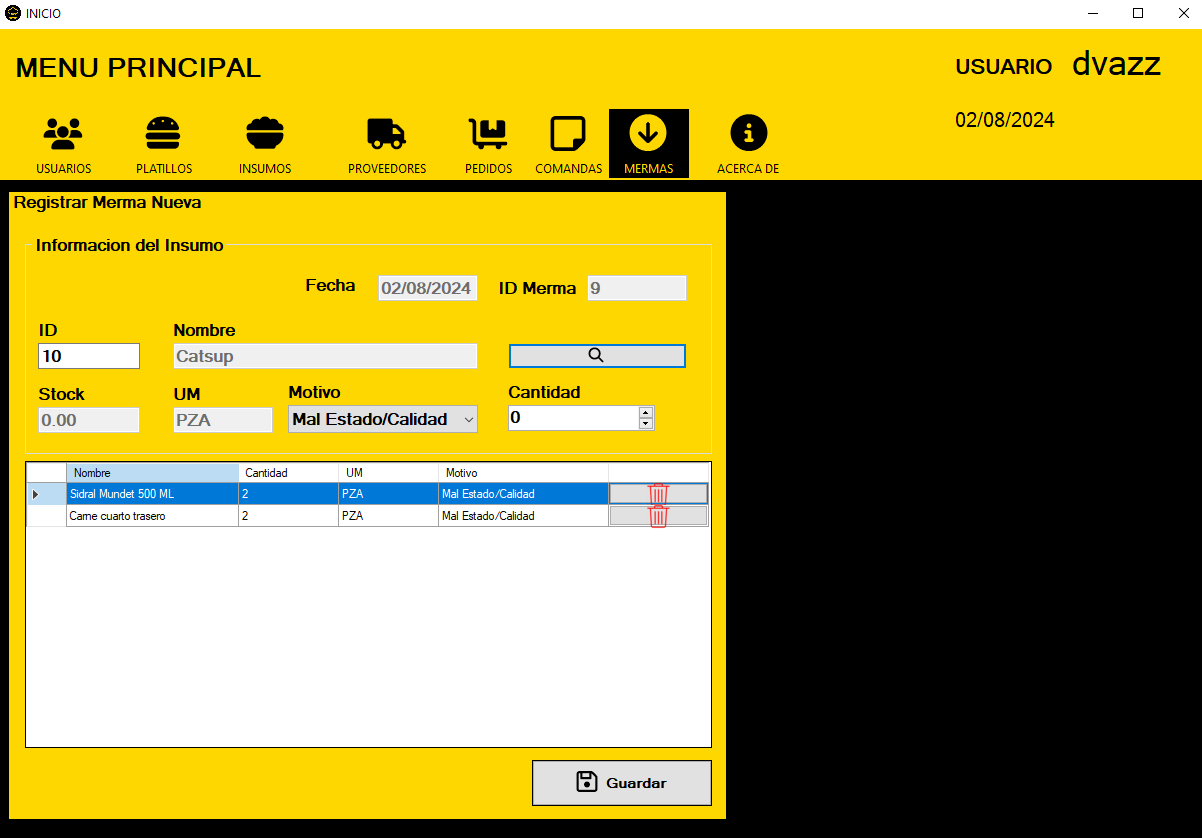 INICIO
MENU PRINCIPAL
USUARIO dvazz
02/08/2024
USUARIOS PLATILLOS INSUMOS PROVEEDORES PEDIDOS COMANDAS MERMAS ACERCA DE
Registrar Merma Nueva
Informacion del Insumo
Fecha 02/08/2024 ID Merma 9
ID Nombre
10 Catsup
Stock UM Motivo Cantidad
0.00 PZA Mal Estado/Calidad 0
Nombre Cantidad UM Motivo
Sidral Mundet 500 ML 2 PZA Mal Estado/Calidad
Carne cuarto trasero 2 PZA Mal Estado/Calidad
Guardar